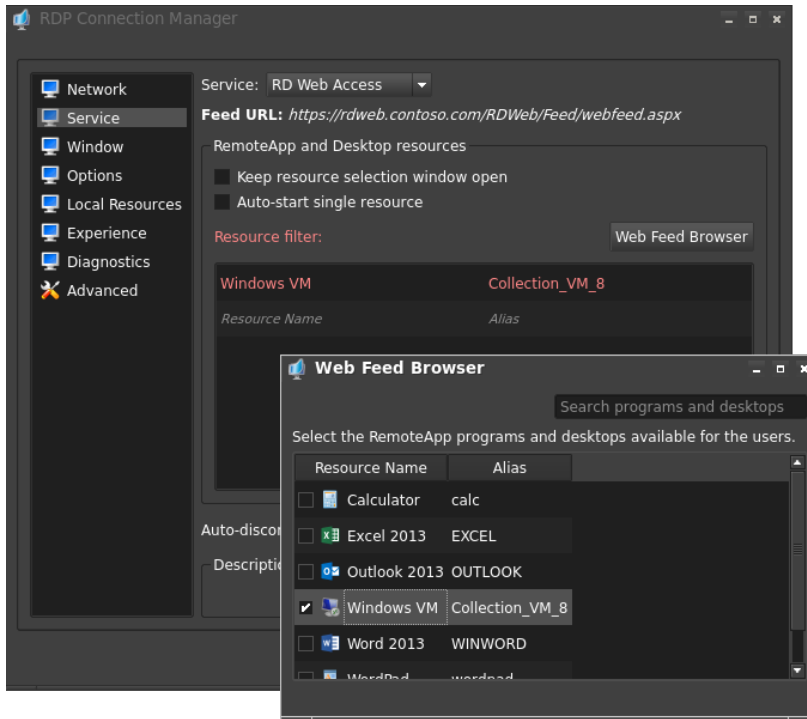 RDP Connection Manager
Network
Service
Window
Options
Local Resources
Experience
Diagnostics
Advanced
Service: RD Web Access
Feed URL: https://rdweb.contoso.com/RDWeb/Feed/webfeed.aspx
RemoteApp and Desktop resources
Keep resource selection window open
Auto-start single resource
Resource filter: Web Feed Browser
Windows VM Collection_VM_8
Resource Name Alias
Auto-discor
Descriptic
Web Feed Browser
Search programs and desktops
Select the RemoteApp programs and desktops available for the users.
Resource Name Alias
Calculator calc
Excel 2013 EXCEL
Outlook 2013 OUTLOOK
Windows VM Collection_VM_8
Word 2013 WINWORD
WordPad wordpad